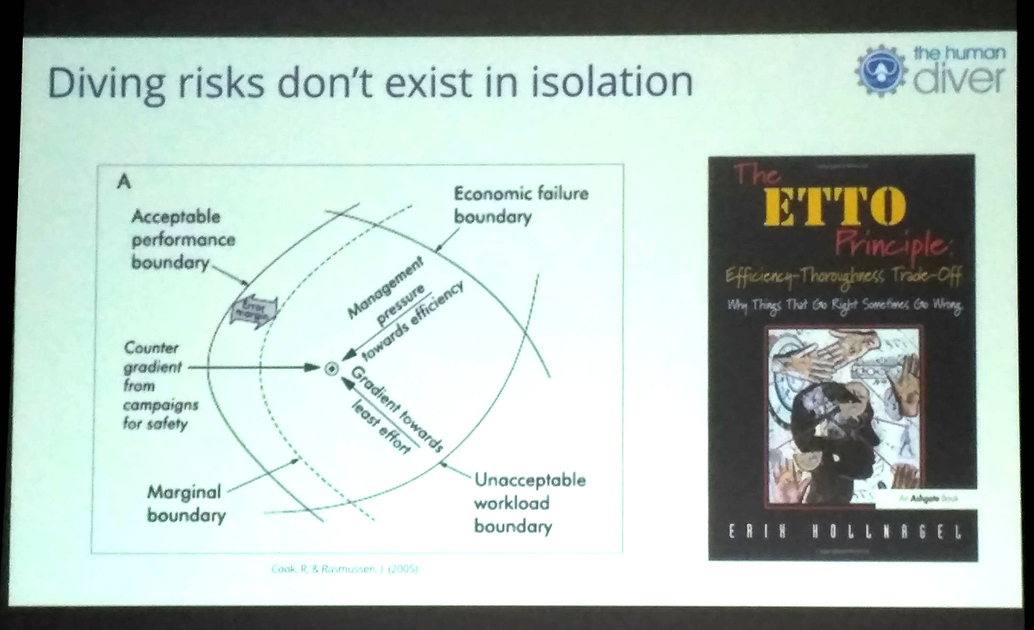 Diving risks don't exist in isolation
the human
diver
A
Acceptable
performance
boundary
Economic failure
boundary
Error
margin
Management
pressure
towards efficiency
Counter
gradient
from
campaigns
for safety
Gradient towards
least effort
Marginal
boundary
Unacceptable
workload
boundary
Cook, R, & Rasmussen, J. (2005)
The
ETTO
Principle:
Efficiency-Thoroughness Trade-Off
Why Things That Go Right Sometimes Go Wrong
An Ashgate Book
ERIK HOLLNAGEL